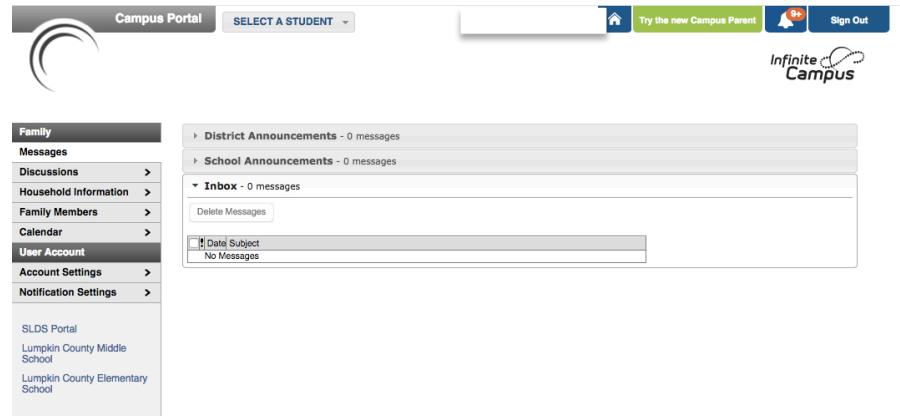 Campus Portal
SELECT A STUDENT
Try the new Campus Parent
9+
Sign Out
Infinite
Campus
Family
Messages
Discussions
Household Information
Family Members
Calendar
User Account
Account Settings
Notification Settings
SLDS Portal
Lumpkin County Middle
School
Lumpkin County Elementary
School
District Announcements - 0 messages
School Announcements - 0 messages
Inbox - 0 messages
Delete Messages
! Date Subject
No Messages